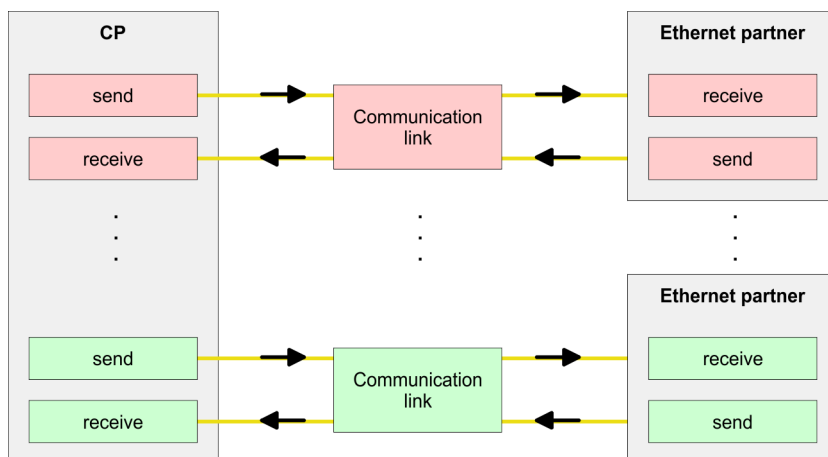 CP
Ethernet partner
send
receive
Communication
link
receive
send
Ethernet partner
send
receive
Communication
link
receive
send